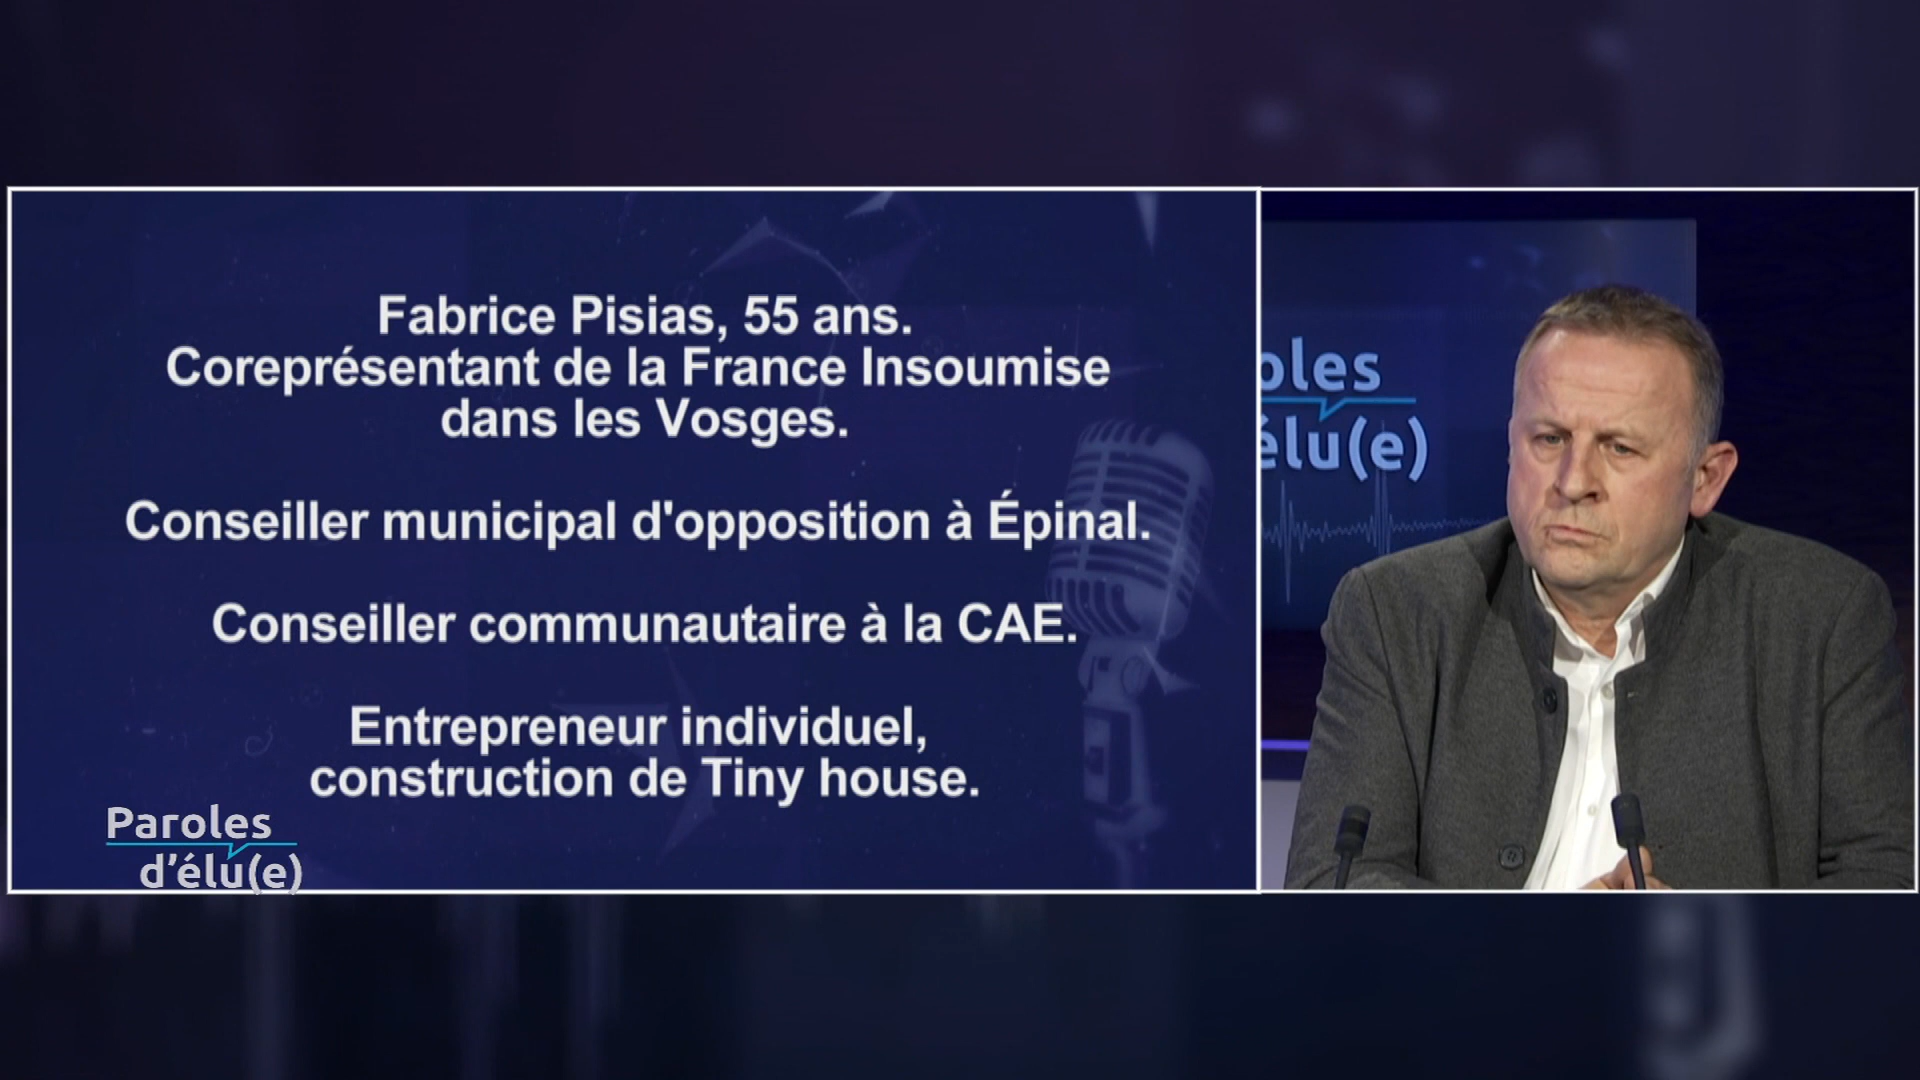 Fabrice Pisias, 55 ans.
Coreprésentant de la France Insoumise
dans les Vosges.
Conseiller municipal d'opposition à Épinal.
Conseiller communautaire à la CAE.
Entrepreneur individuel,
construction de Tiny house.
Paroles
d'élu(e)
oles
élu(e)